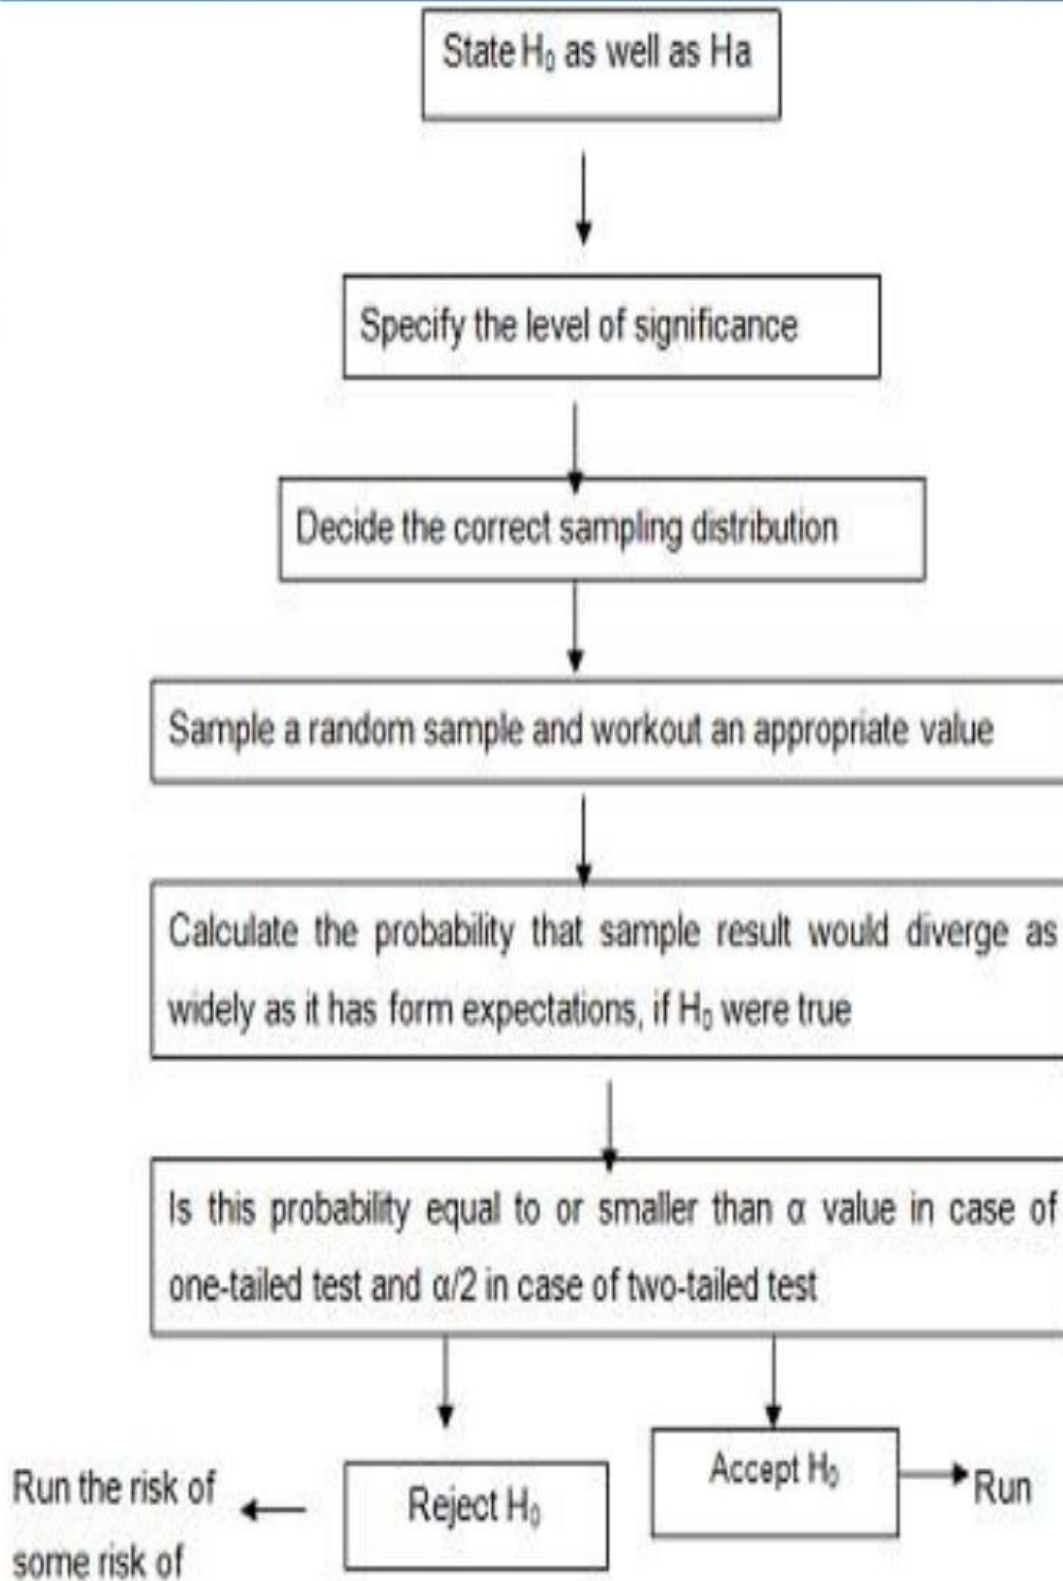 State H₀ as well as Ha
Specify the level of significance
Decide the correct sampling distribution
Sample a random sample and workout an appropriate value
Calculate the probability that sample result would diverge as
widely as it has form expectations, if H₀ were true
Is this probability equal to or smaller than α value in case of
one-tailed test and α/2 in case of two-tailed test
Run the risk of
some risk of
Reject H₀
Accept H₀
Run